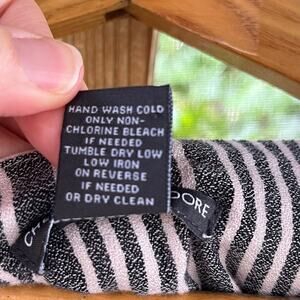 HAND WASH COLD
ONLY NON-
CHLORINE BLEACH
IF NEEDED
TUMBLE DRY LOW
LOW IRON
ON REVERSE
IF NEEDED
OR DRY CLEAN